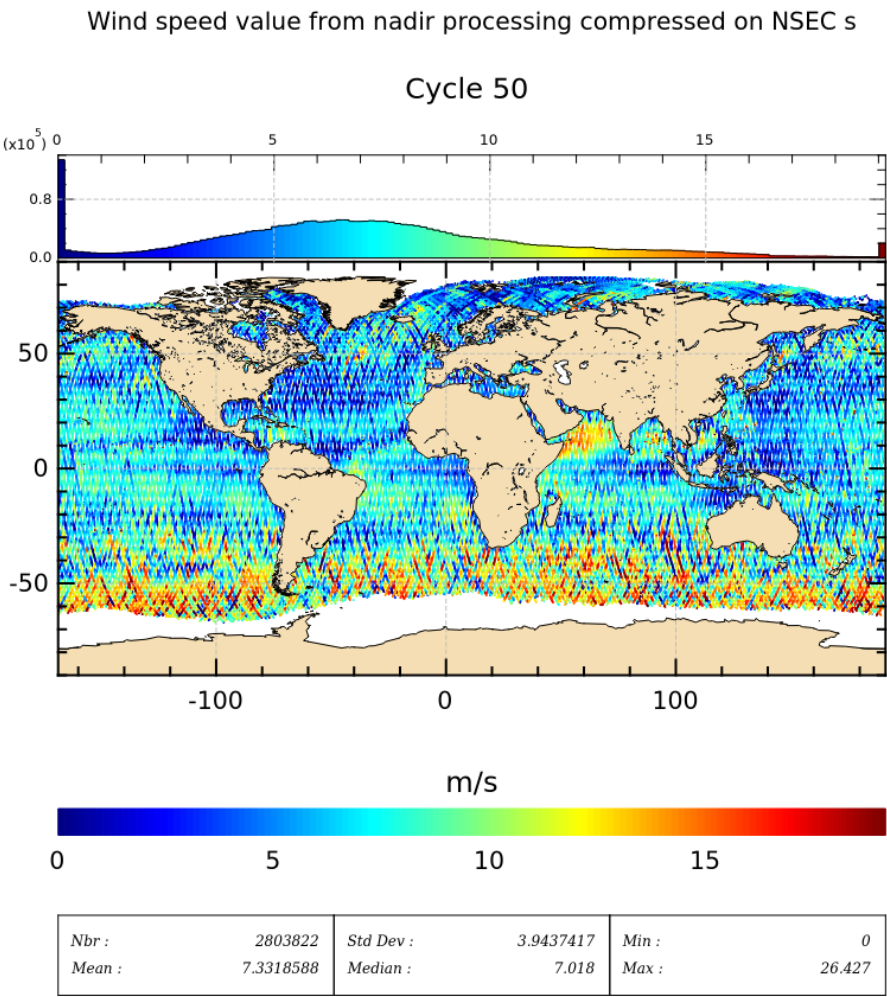 Wind speed value from nadir processing compressed on NSEC s
Cycle 50
(x10^5) 0 5 10 15
0.8
0.0
50
0
-50
-100 0 100
m/s
0 5 10 15
Nbr : 2803822 Std Dev : 3.9437417 Min : 0
Mean : 7.3318588 Median : 7.018 Max : 26.427